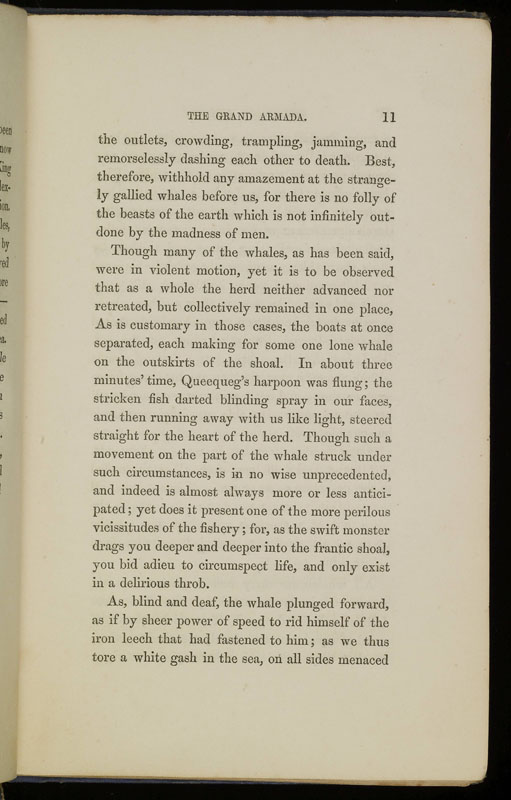 THE GRAND ARMADA. 11
the outlets, crowding, trampling, jamming, and
remorselessly dashing each other to death. Best,
therefore, withhold any amazement at the strange-
ly gallied whales before us, for there is no folly of
the beasts of the earth which is not infinitely out-
done by the madness of men.
Though many of the whales, as has been said,
were in violent motion, yet it is to be observed
that as a whole the herd neither advanced nor
retreated, but collectively remained in one place,
As is customary in those cases, the boats at once
separated, each making for some one lone whale
on the outskirts of the shoal. In about three
minutes' time, Queequeg's harpoon was flung; the
stricken fish darted blinding spray in our faces,
and then running away with us like light, steered
straight for the heart of the herd. Though such a
movement on the part of the whale struck under
such circumstances, is in no wise unprecedented,
and indeed is almost always more or less antici-
pated; yet does it present one of the more perilous
vicissitudes of the fishery; for, as the swift monster
drags you deeper and deeper into the frantic shoal,
you bid adieu to circumspect life, and only exist
in a delirious throb.
As, blind and deaf, the whale plunged forward,
as if by sheer power of speed to rid himself of the
iron leech that had fastened to him; as we thus
tore a white gash in the sea, on all sides menaced